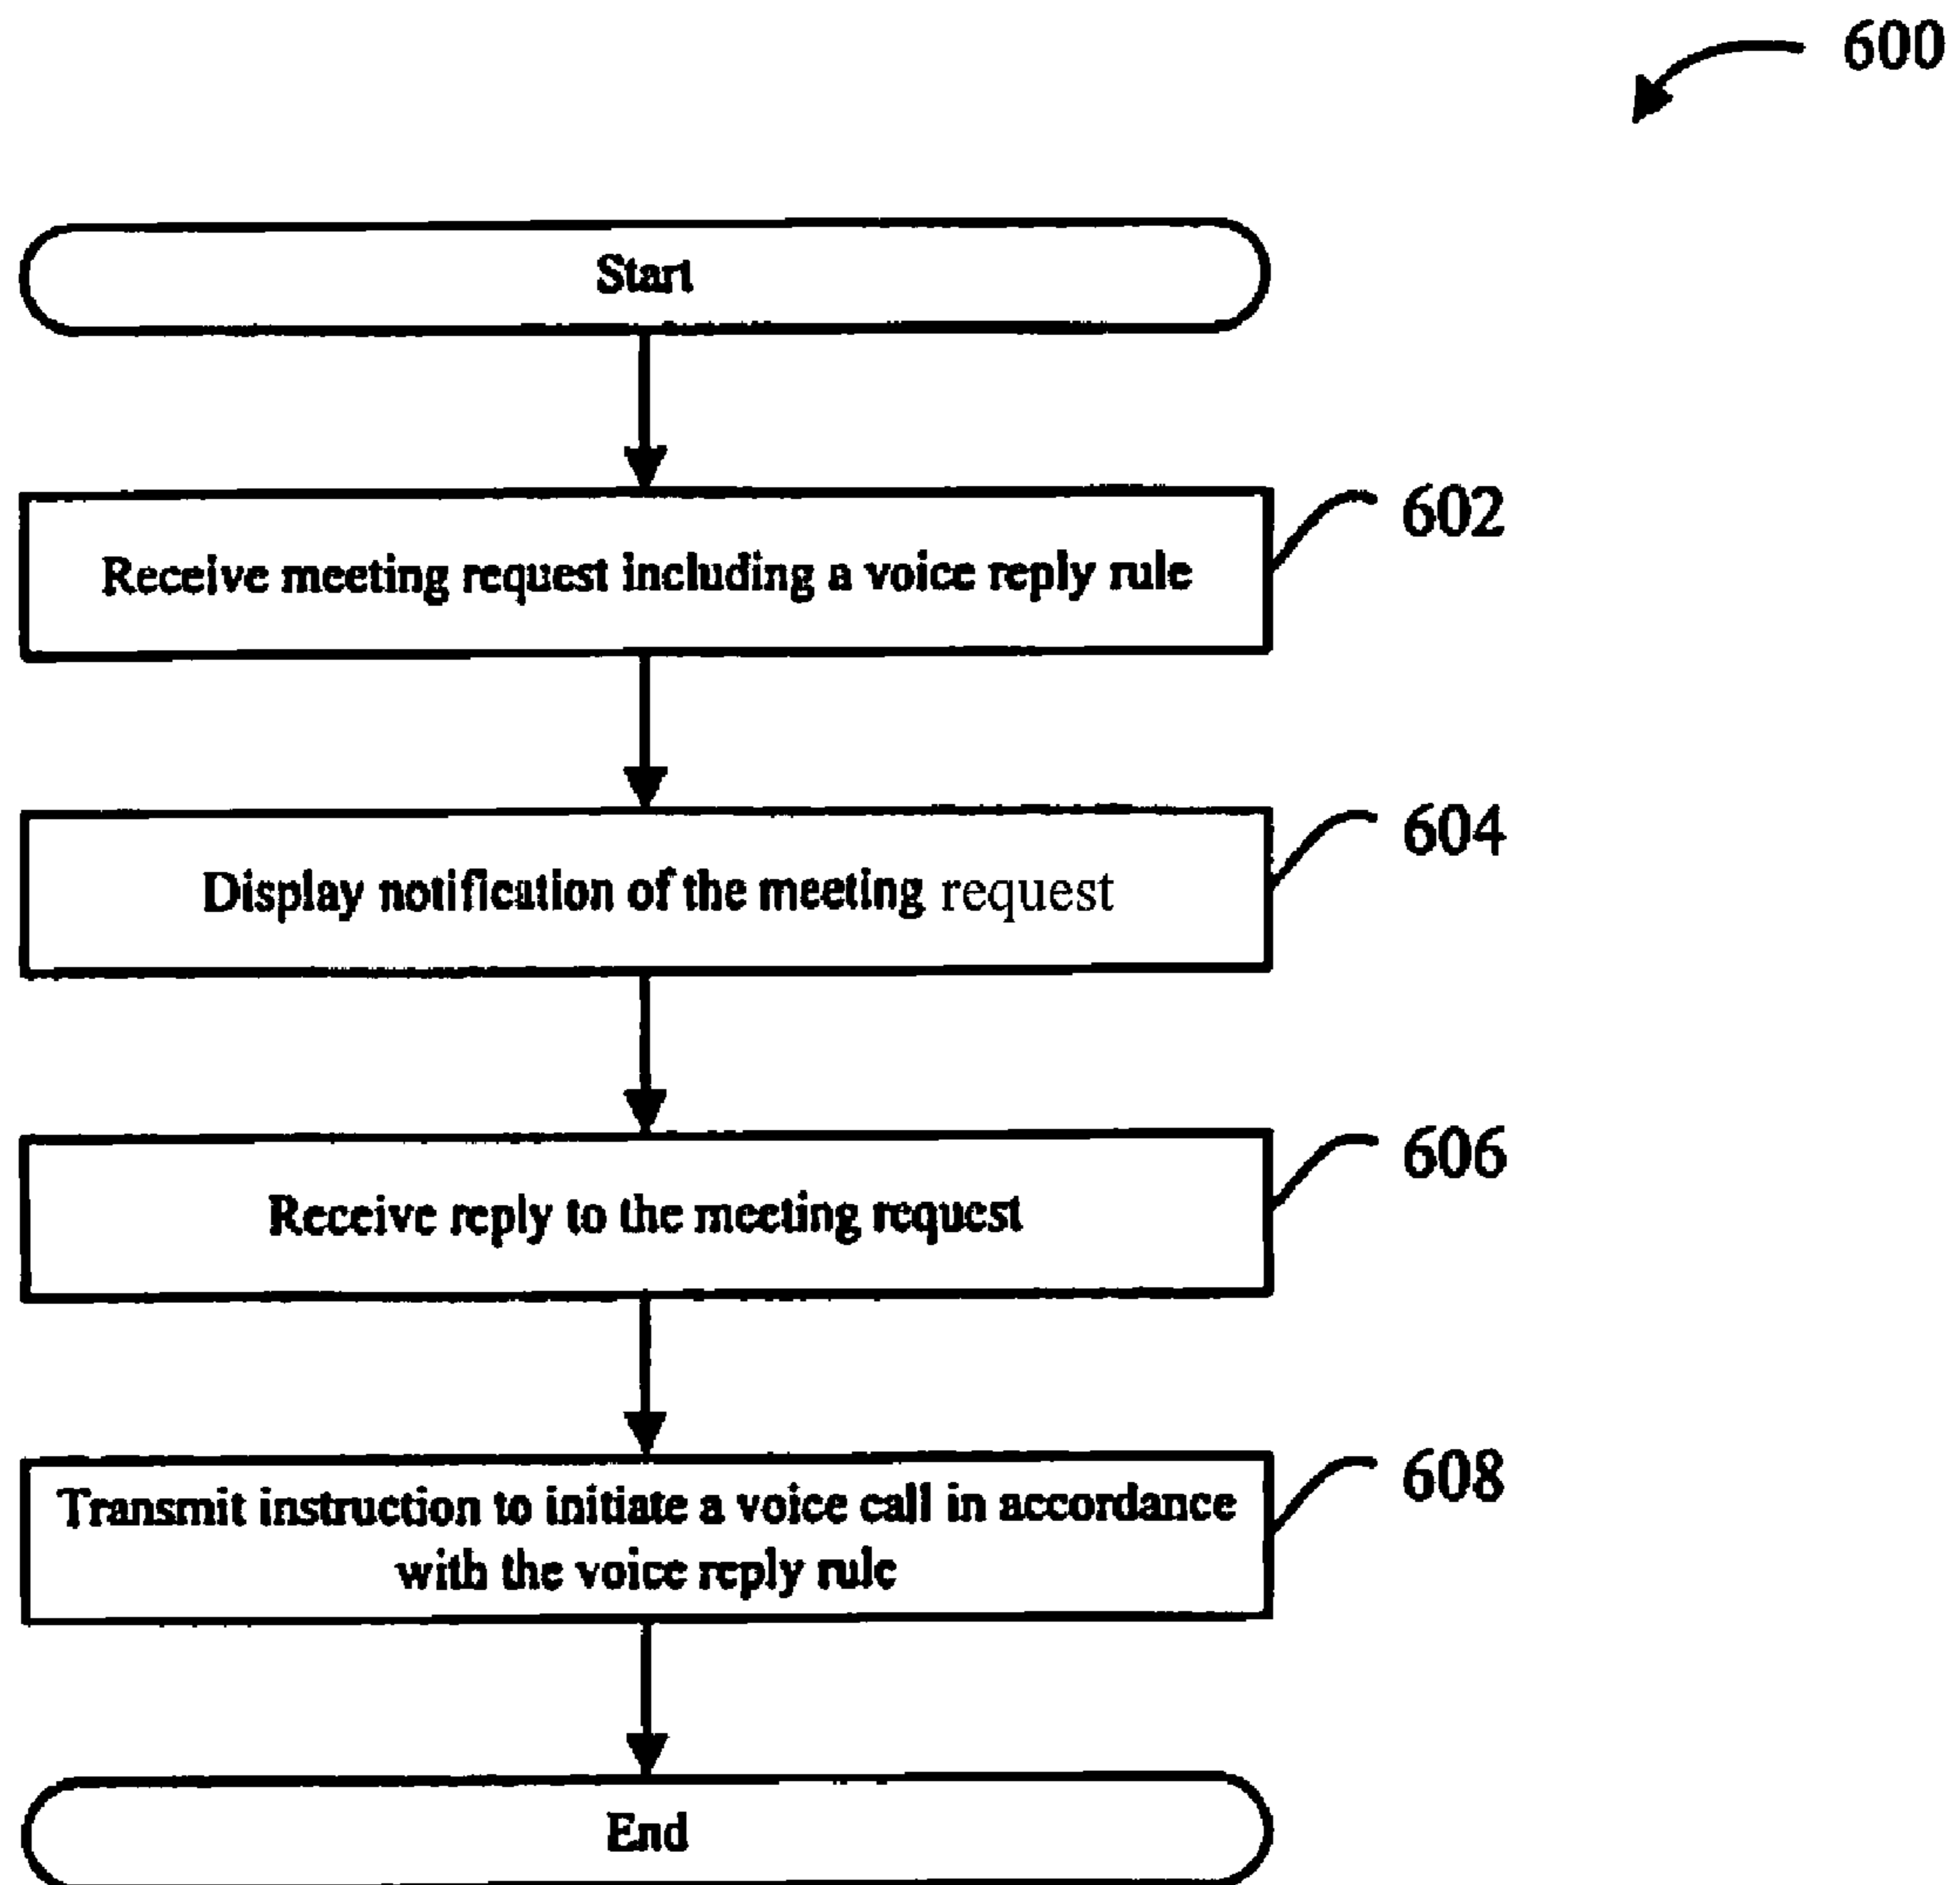 600
Start
Receive meeting request including a voice reply rule
602
Display notification of the meeting request
604
Receive reply to the meeting request
606
Transmit instruction to initiate a voice call in accordance
with the voice reply rule
608
End